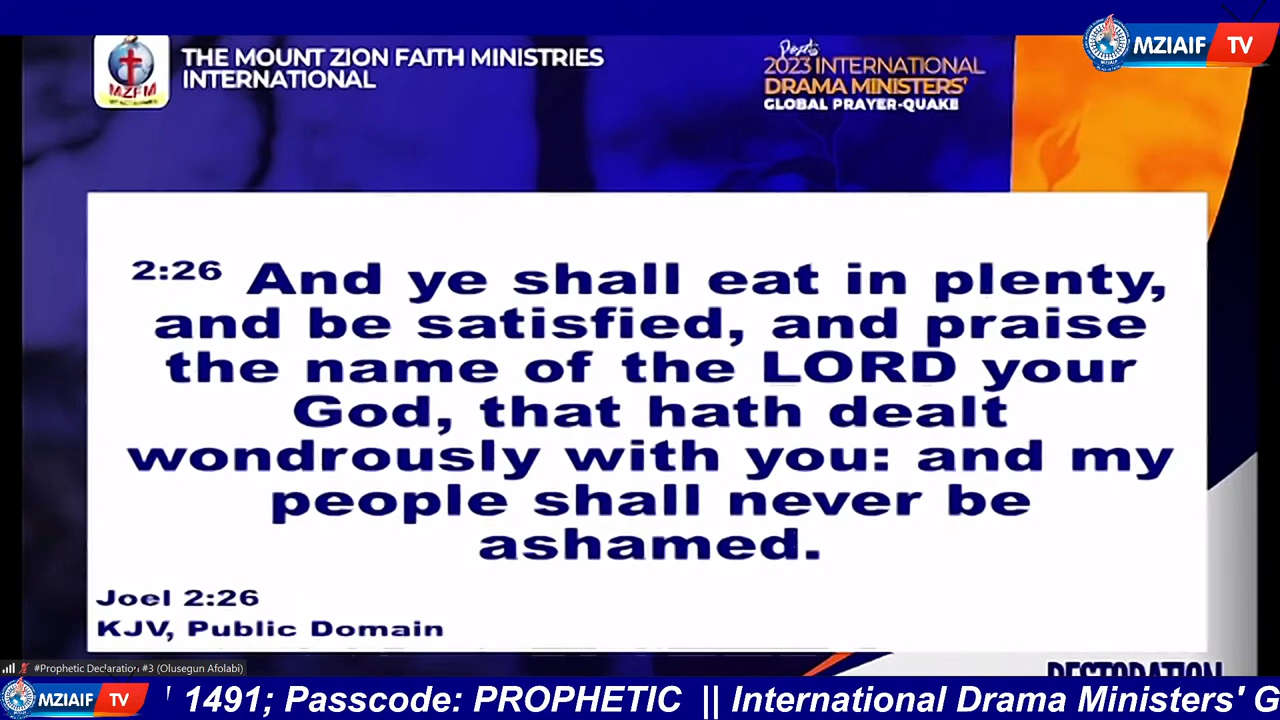 THE MOUNT ZION FAITH MINISTRIES
INTERNATIONAL
MZFM
2023 INTERNATIONAL
DRAMA MINISTERS'
GLOBAL PRAYER-QUAKE
MZIAIF TV
2:26 And ye shall eat in plenty,
and be satisfied, and praise
the name of the LORD your
God, that hath dealt
wondrously with you: and my
people shall never be
ashamed.
Joel 2:26
KJV, Public Domain
#Prophetic Declaration #3 (Olusegun Afolabi)
RESTORATION
MZIAIF TV
1491; Passcode: PROPHETIC || International Drama Ministers' G